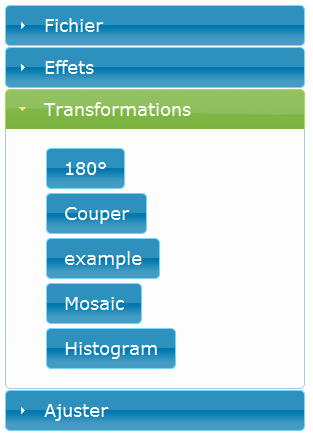 Fichier
Effets
Transformations
180°
Couper
example
Mosaic
Histogram
Ajuster